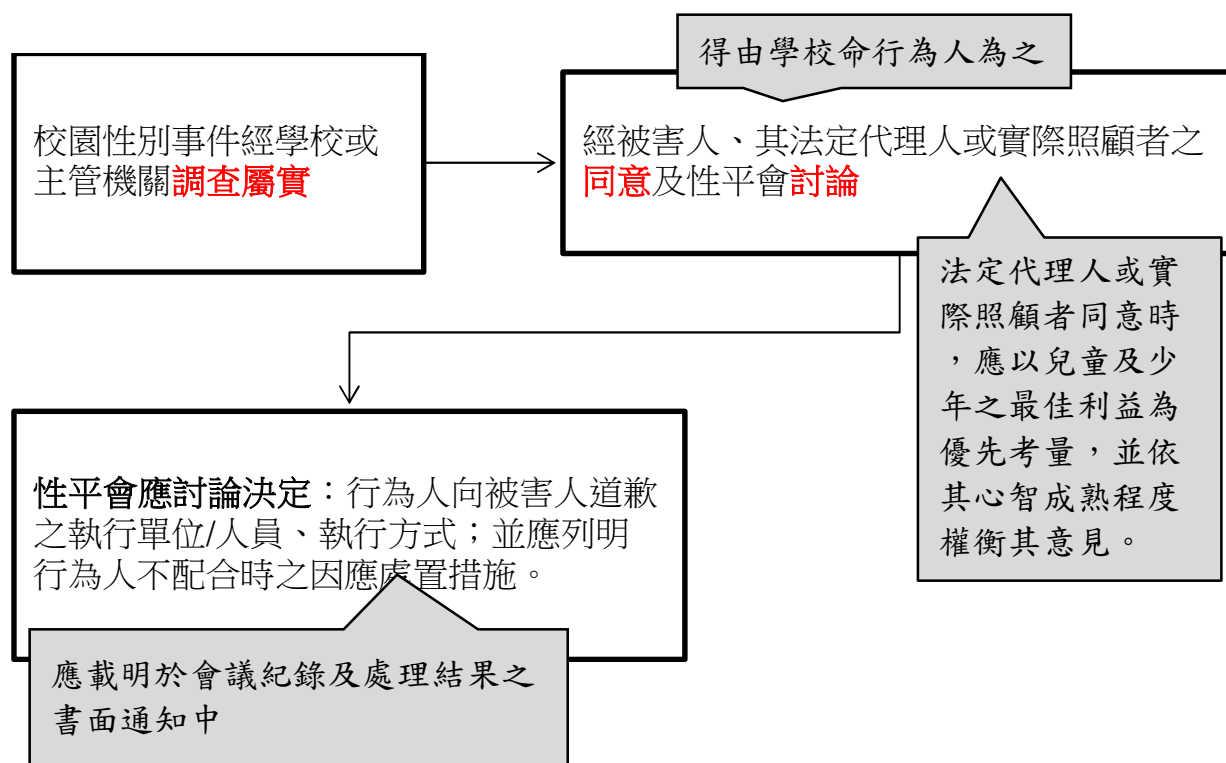 得由學校命行為人為之
校園性別事件經學校或
主管機關調查屬實
經被害人、其法定代理人或實際照顧者之
同意及性平會討論
法定代理人或實
際照顧者同意時
，應以兒童及少
年之最佳利益為
優先考量，並依
其心智成熟程度
權衡其意見。
性平會應討論決定：行為人向被害人道歉
之執行單位/人員、執行方式；並應列明
行為人不配合時之因應處置措施。
應載明於會議紀錄及處理結果之
書面通知中